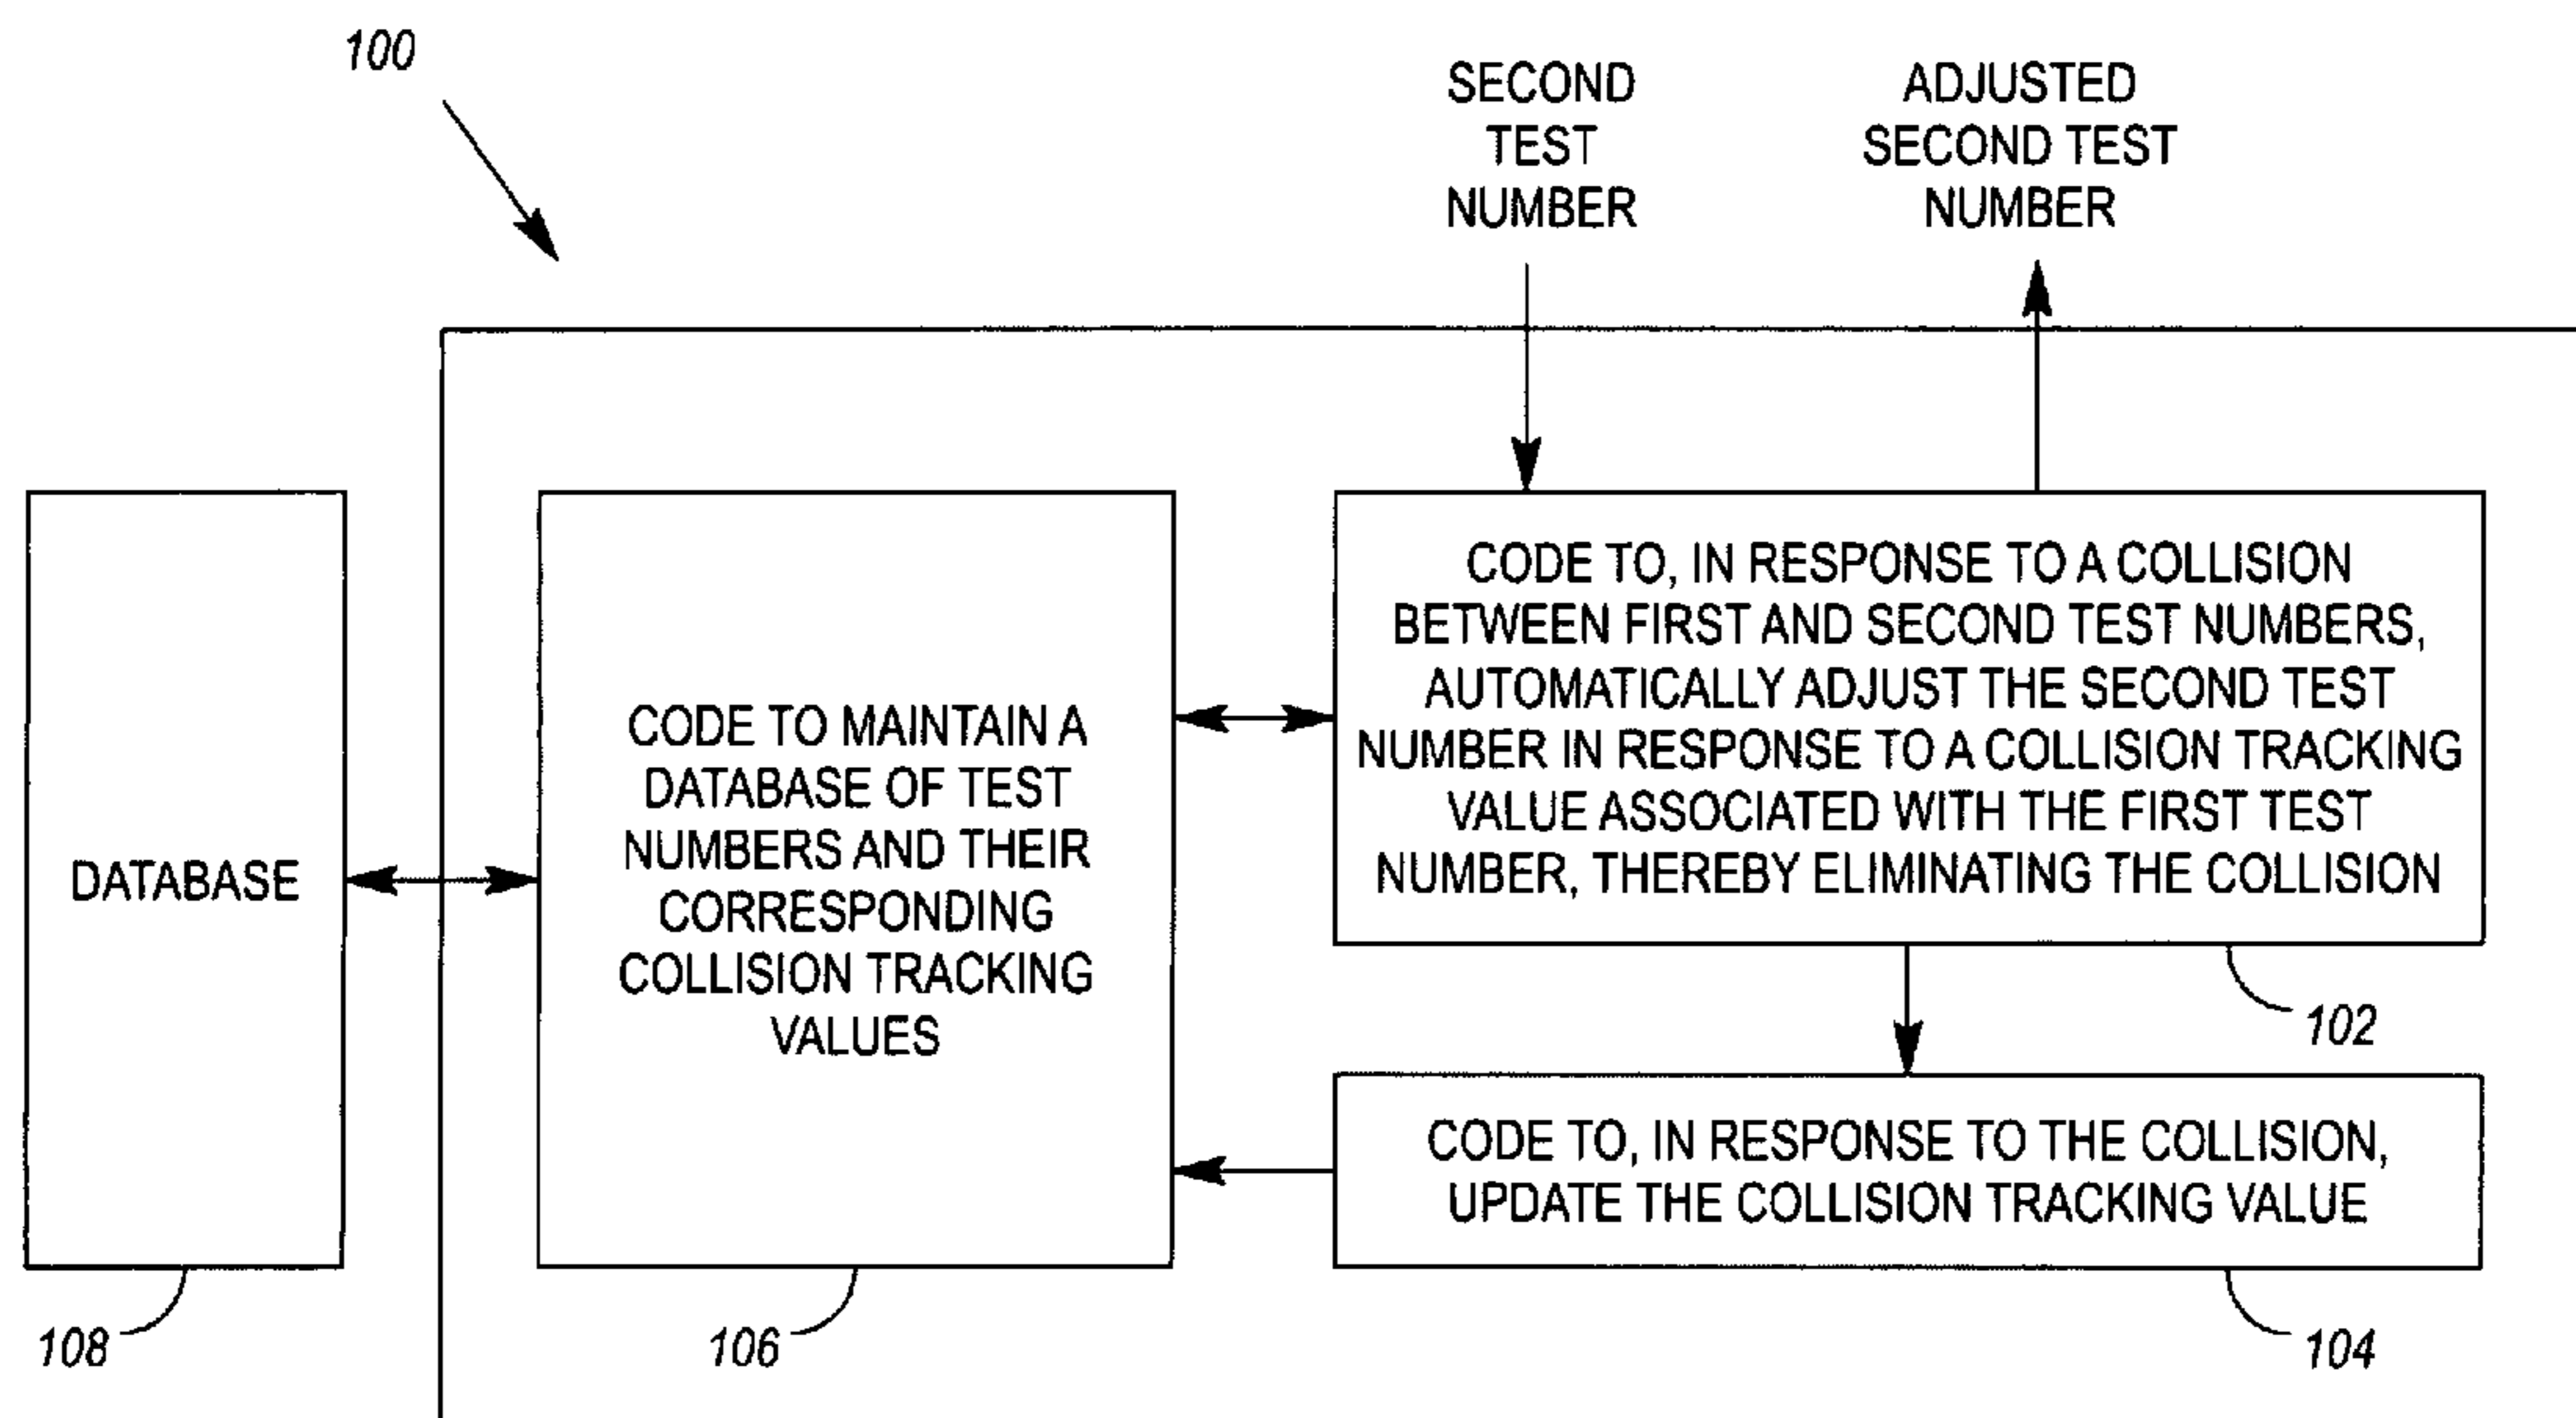 100
SECOND
TEST
NUMBER
ADJUSTED
SECOND TEST
NUMBER
DATABASE
108
CODE TO MAINTAIN A
DATABASE OF TEST
NUMBERS AND THEIR
CORRESPONDING
COLLISION TRACKING
VALUES
106
CODE TO, IN RESPONSE TO A COLLISION
BETWEEN FIRST AND SECOND TEST NUMBERS,
AUTOMATICALLY ADJUST THE SECOND TEST
NUMBER IN RESPONSE TO A COLLISION TRACKING
VALUE ASSOCIATED WITH THE FIRST TEST
NUMBER, THEREBY ELIMINATING THE COLLISION
102
CODE TO, IN RESPONSE TO THE COLLISION,
UPDATE THE COLLISION TRACKING VALUE
104